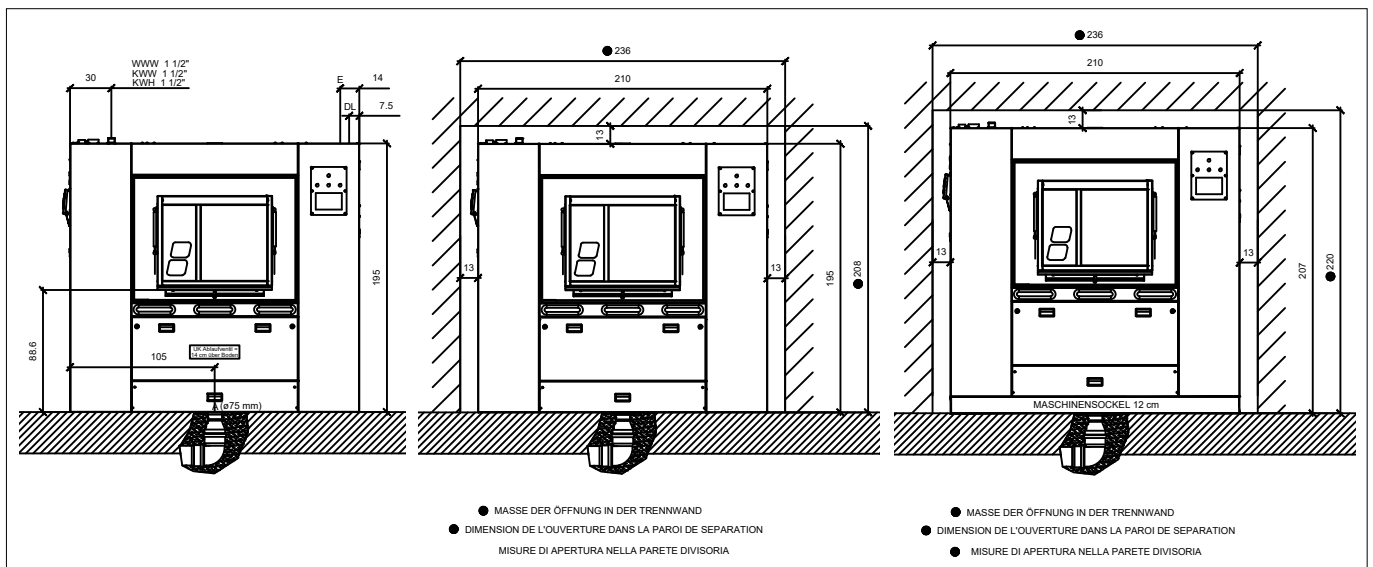 30
WWW 1 1/2"
KWW 1 1/2"
KWH 1 1/2"
E
14
DL
7.5
195
88.6
105
UK Ablaufventil =
14 cm über Boden
A (ø75 mm)
236
210
13
13
13
195
208
MASSE DER ÖFFNUNG IN DER TRENNWAND
DIMENSION DE L'OUVERTURE DANS LA PAROI DE SEPARATION
MISURE DI APERTURA NELLA PARETE DIVISORIA
236
210
13
13
13
207
220
MASCHINENSOCKEL 12 cm
MASSE DER ÖFFNUNG IN DER TRENNWAND
DIMENSION DE L'OUVERTURE DANS LA PAROI DE SEPARATION
MISURE DI APERTURA NELLA PARETE DIVISORIA